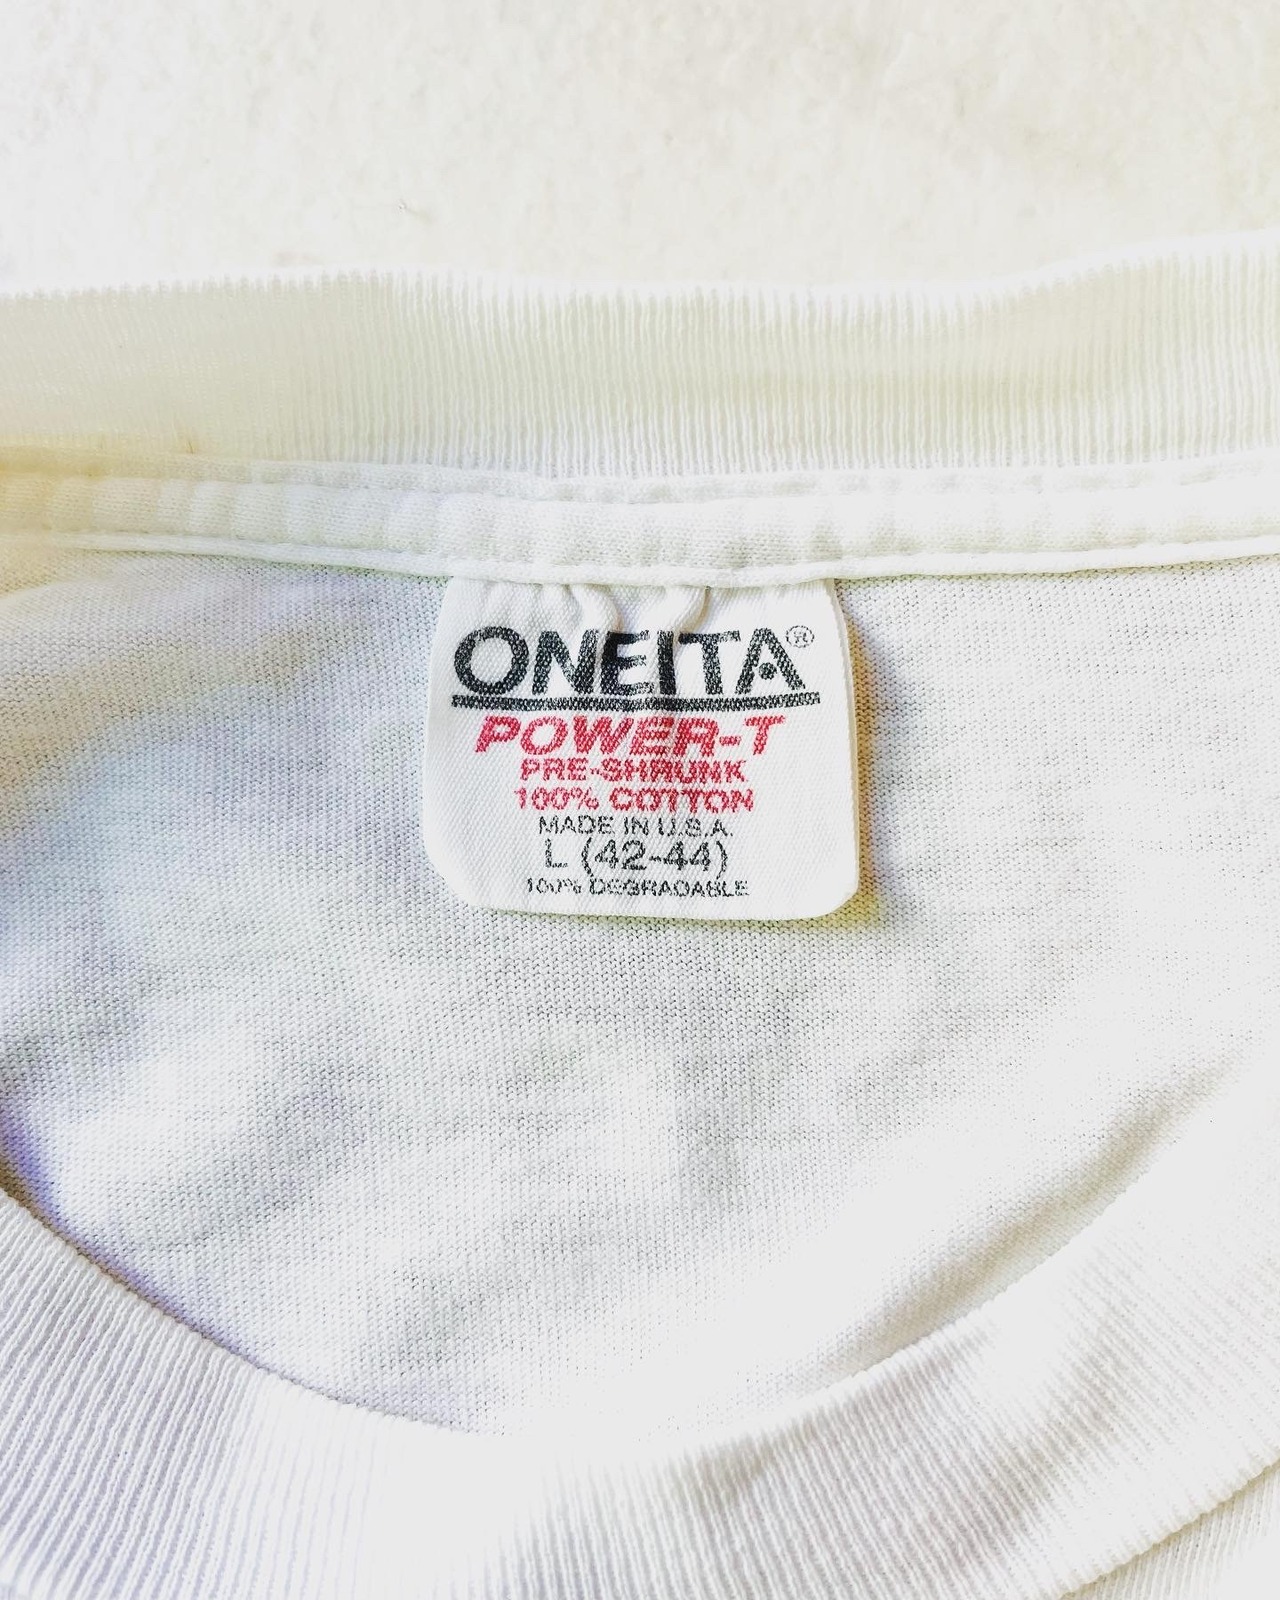 ONEITA®
POWER-T
PRE-SHRUNK
100% COTTON
MADE IN U.S.A.
L (42-44)
100% DEGRADABLE